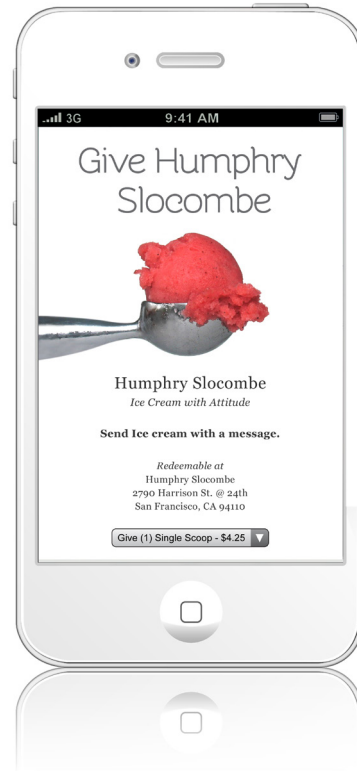 3G 9:41 AM
Give Humphry
Slocombe
Humphry Slocombe
Ice Cream with Attitude
Send Ice cream with a message.
Redeemable at
Humphry Slocombe
2790 Harrison St. @ 24th
San Francisco, CA 94110
Give (1) Single Scoop - $4.25